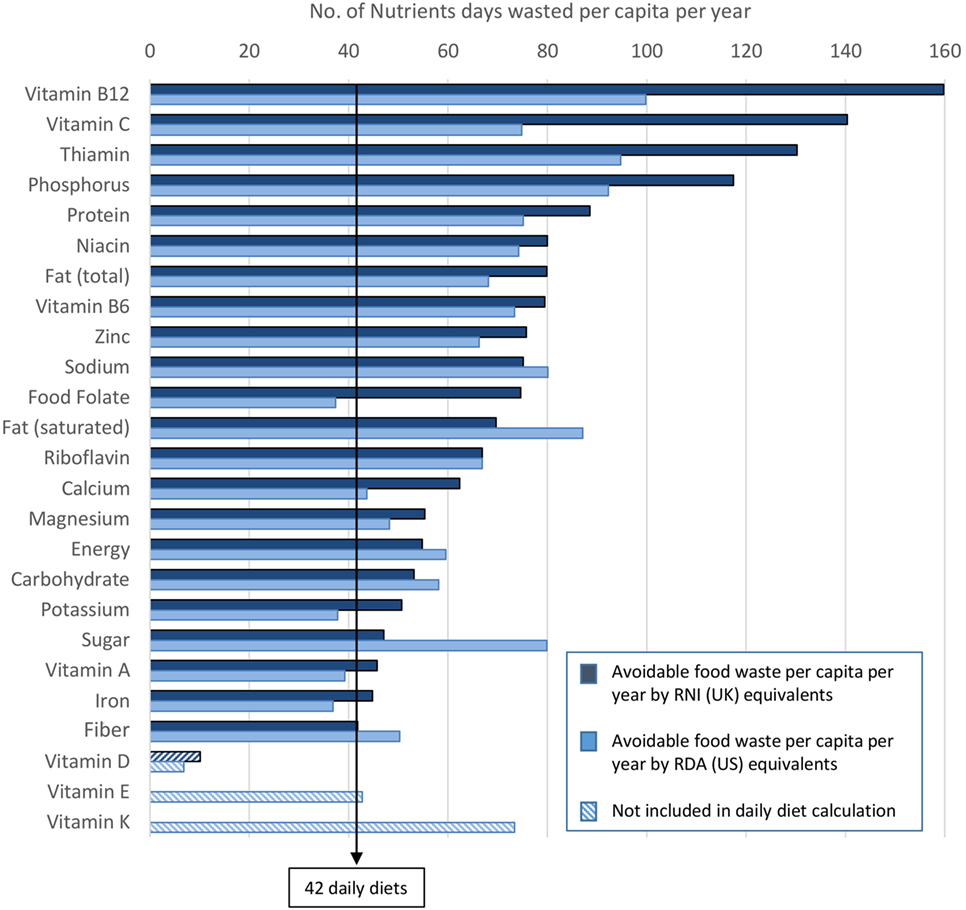 No. of Nutrients days wasted per capita per year
0 20 40 60 80 100 120 140 160
Vitamin B12
Vitamin C
Thiamin
Phosphorus
Protein
Niacin
Fat (total)
Vitamin B6
Zinc
Sodium
Food Folate
Fat (saturated)
Riboflavin
Calcium
Magnesium
Energy
Carbohydrate
Potassium
Sugar
Vitamin A
Iron
Fiber
Vitamin D
Vitamin E
Vitamin K
Avoidable food waste per capita per
year by RNI (UK) equivalents
Avoidable food waste per capita per
year by RDA (US) equivalents
Not included in daily diet calculation
42 daily diets